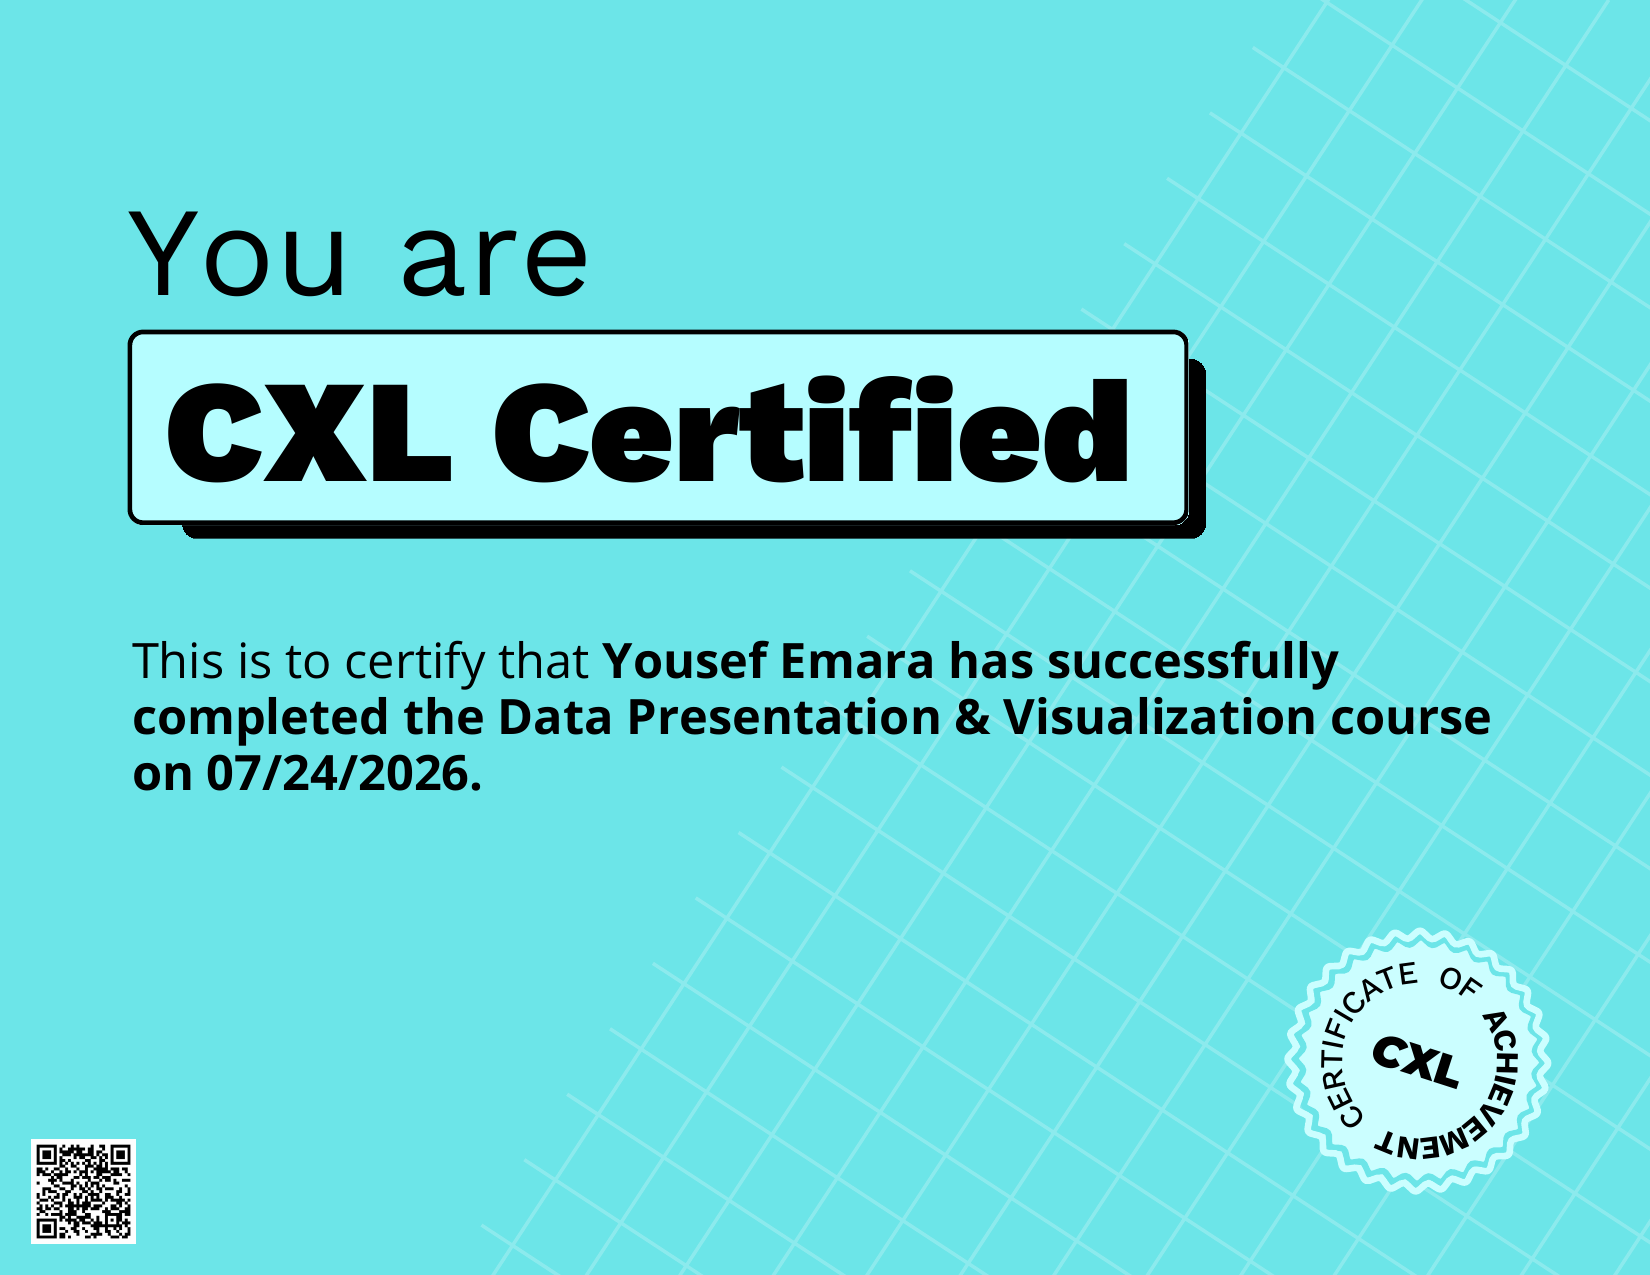 You are
CXL Certified
This is to certify that Yousef Emara has successfully
completed the Data Presentation & Visualization course
on 07/24/2026.
CERTIFICATE OF ACHIEVEMENT
CXL